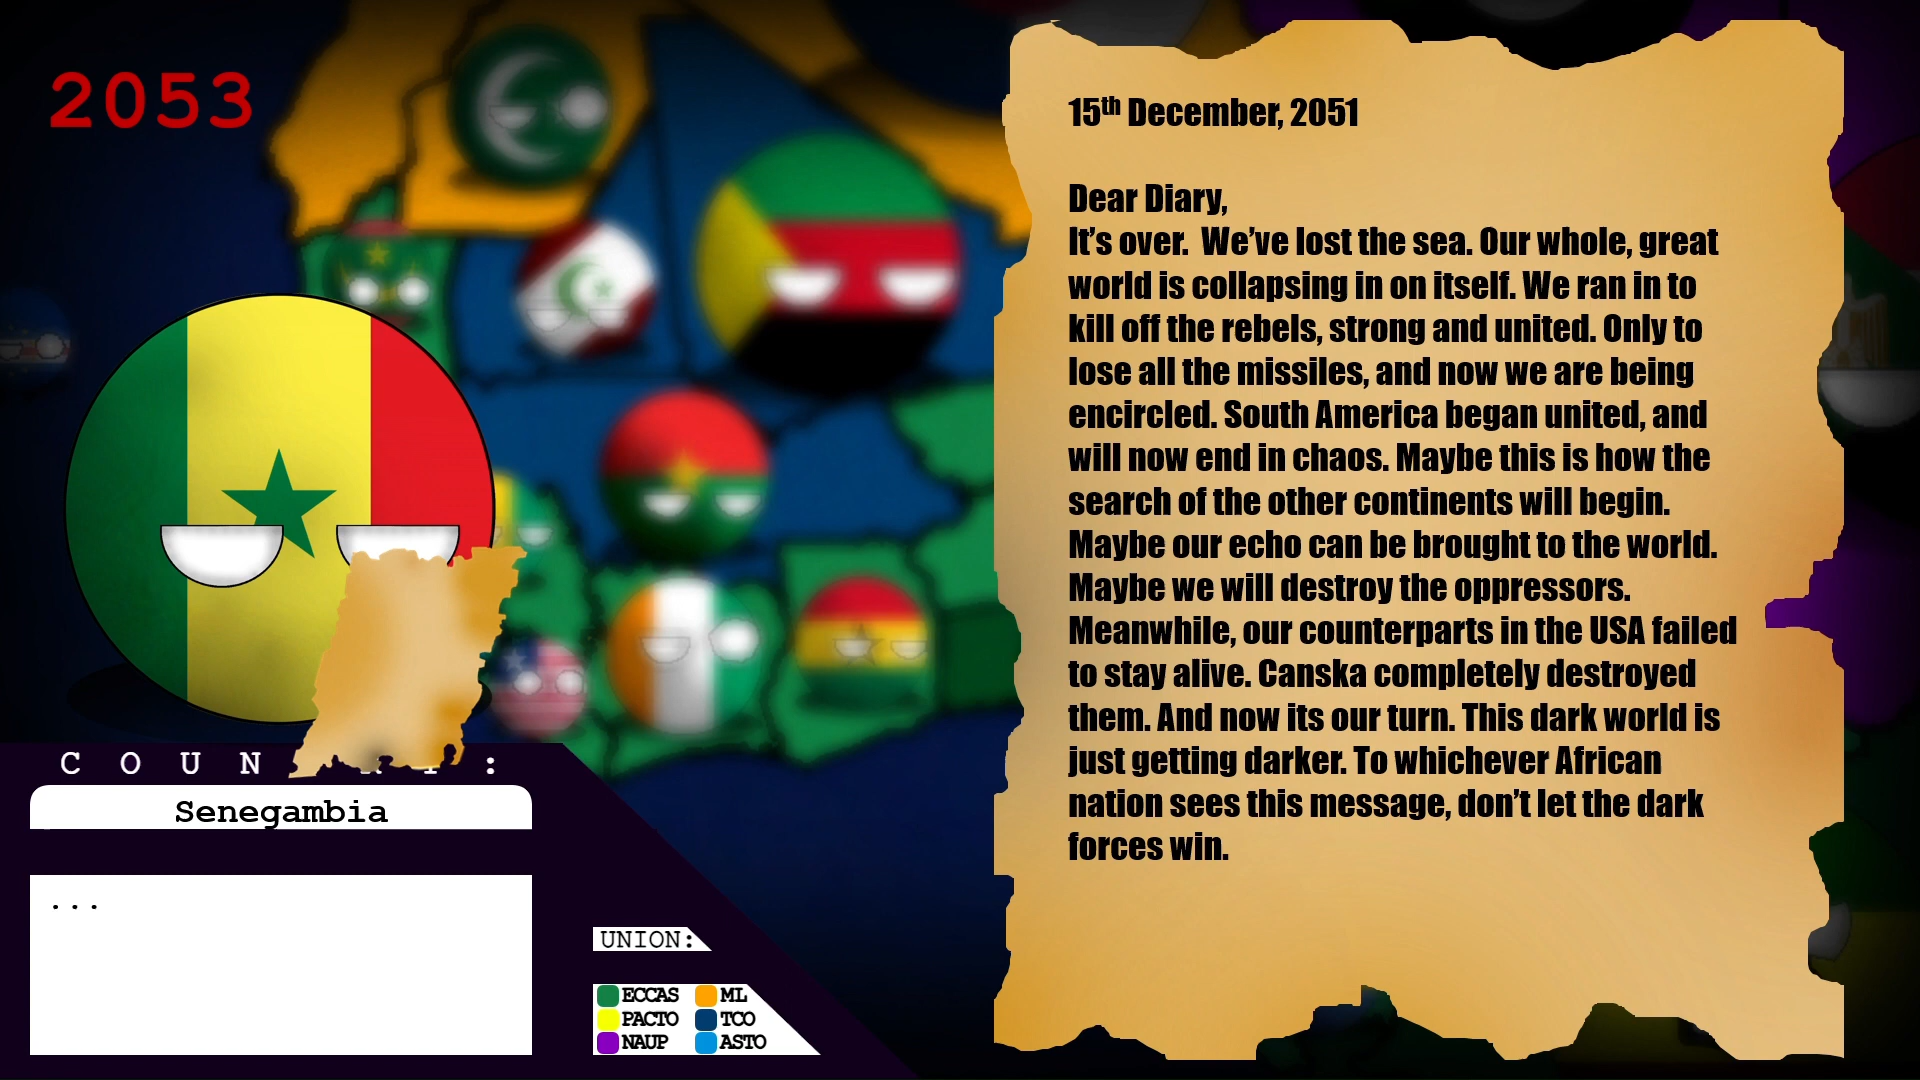 2053
15th December, 2051
Dear Diary,
It’s over.  We’ve lost the sea. Our whole, great
world is collapsing in on itself. We ran in to
kill off the rebels, strong and united. Only to
lose all the missiles, and now we are being
encircled. South America began united, and
will now end in chaos. Maybe this is how the
search of the other continents will begin.
Maybe our echo can be brought to the world.
Maybe we will destroy the oppressors.
Meanwhile, our counterparts in the USA failed
to stay alive. Canska completely destroyed
them. And now its our turn. This dark world is
just getting darker. To whichever African
nation sees this message, don’t let the dark
forces win.
C O U N
:
Senegambia
...
UNION:
ECCAS ML
PACTO TCO
NAUP ASTO